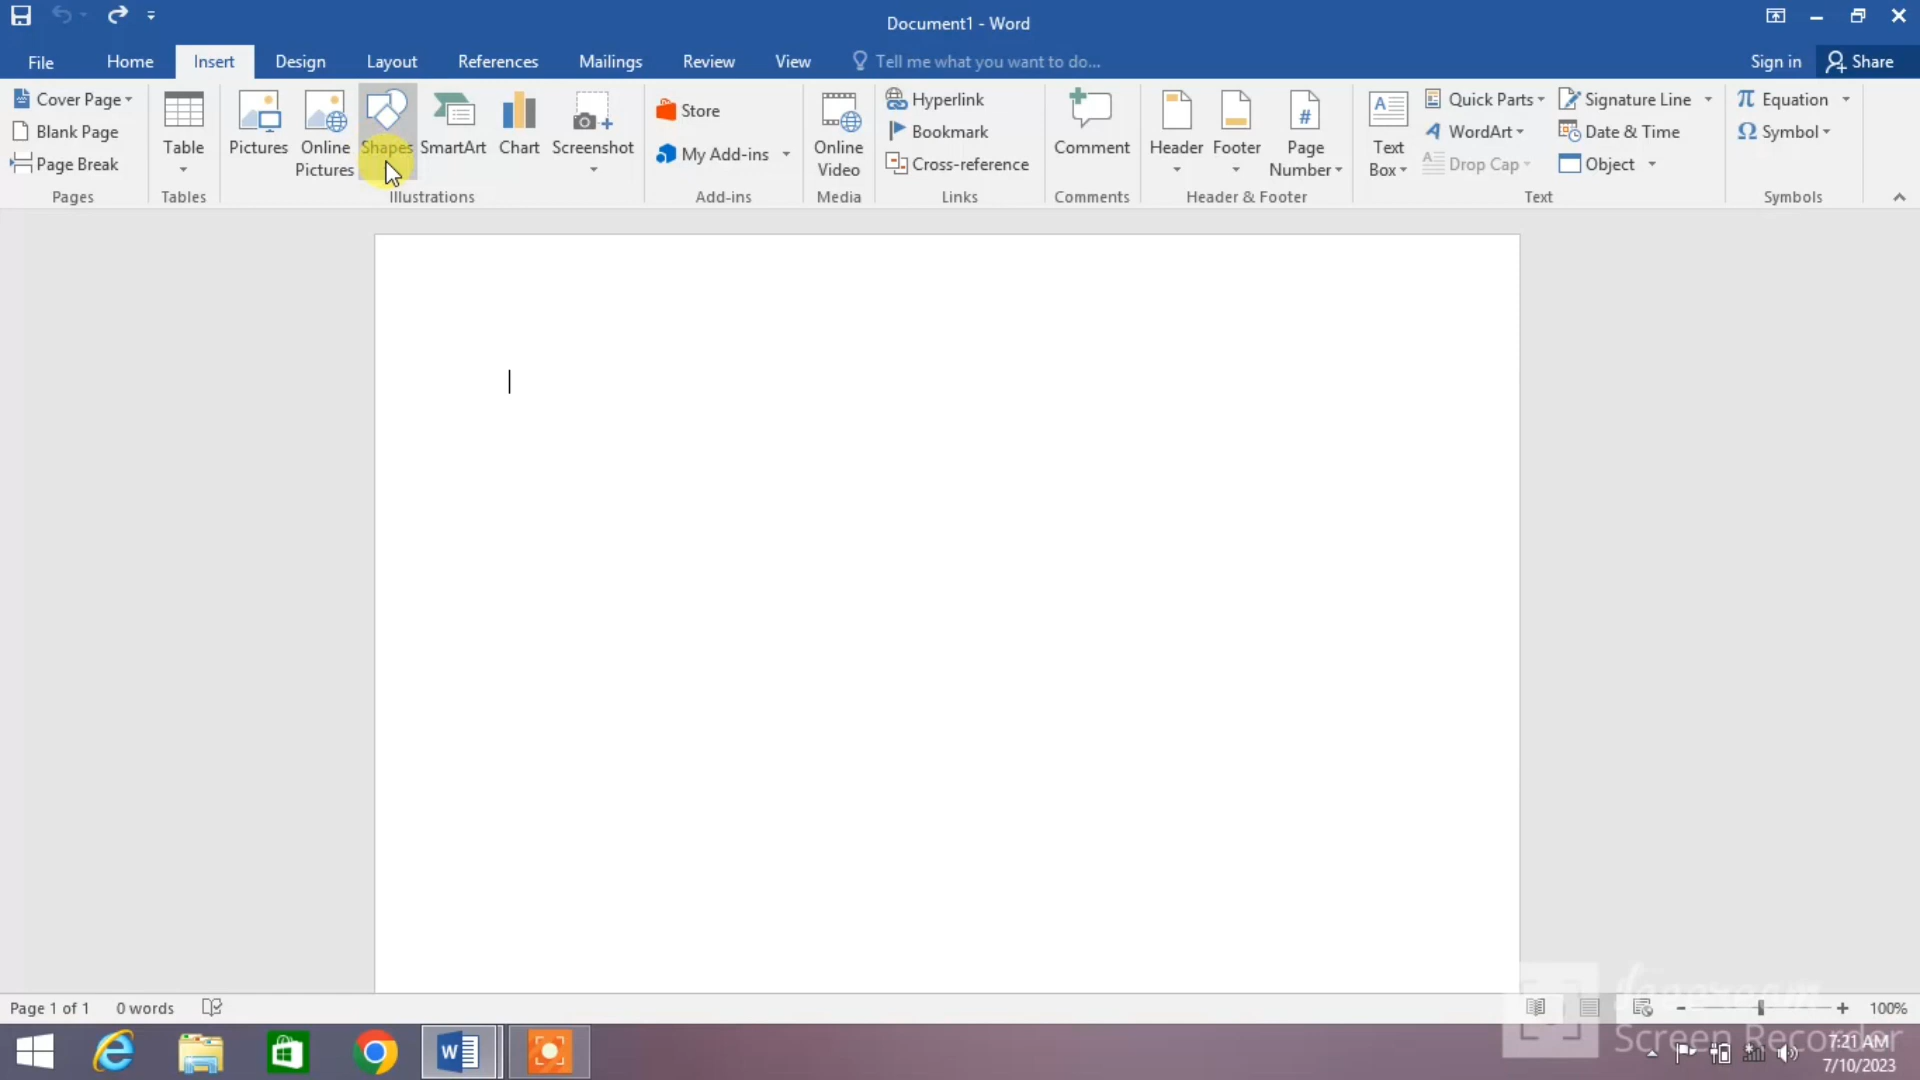 Document1 - Word
File Home Insert Design Layout References Mailings Review View Tell me what you want to do... Sign in Share
Cover Page
Blank Page
Page Break
Pages
Table
Tables
Pictures
Online
Pictures
Shapes
SmartArt
Chart
Screenshot
Illustrations
Store
My Add-ins
Add-ins
Online
Video
Media
Hyperlink
Bookmark
Cross-reference
Links
Comment
Comments
Header
Footer
Page
Number
Header & Footer
Text
Box
Quick Parts
WordArt
Drop Cap
Signature Line
Date & Time
Object
Text
Equation
Symbol
Symbols
Page 1 of 1 0 words 100%
Screen Recorder
7:21 AM
7/10/2023